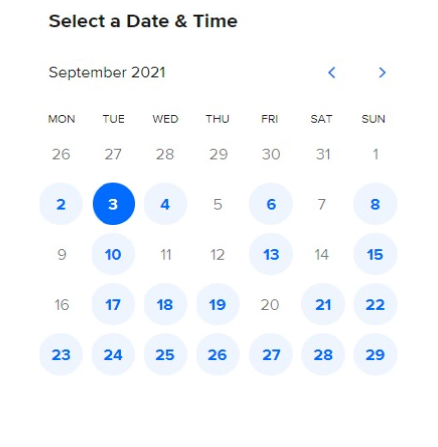 Select a Date & Time
September 2021
MON TUE WED THU FRI SAT SUN
26 27 28 29 30 31 1
2 3 4 5 6 7 8
9 10 11 12 13 14 15
16 17 18 19 20 21 22
23 24 25 26 27 28 29